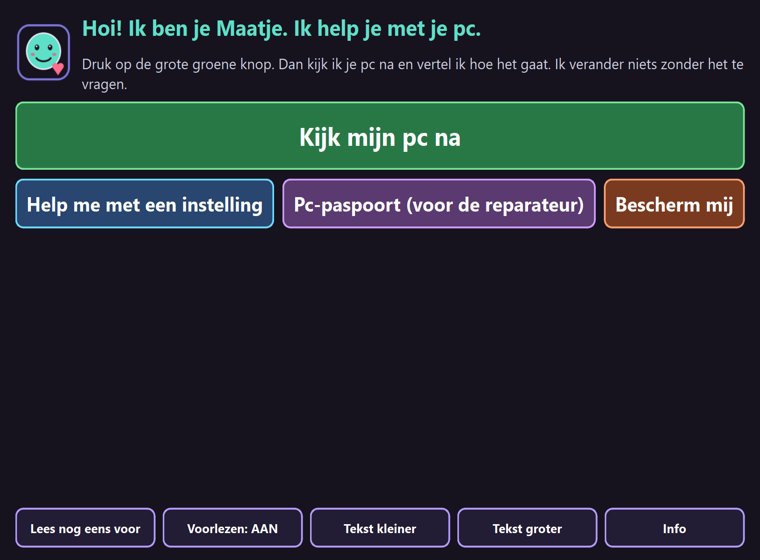 Hoi! Ik ben je Maatje. Ik help je met je pc.
Druk op de grote groene knop. Dan kijk ik je pc na en vertel ik hoe het gaat. Ik verander niets zonder het te
vragen.
Kijk mijn pc na
Help me met een instelling
Pc-paspoort (voor de reparateur)
Bescherm mij
Lees nog eens voor
Voorlezen: AAN
Tekst kleiner
Tekst groter
Info